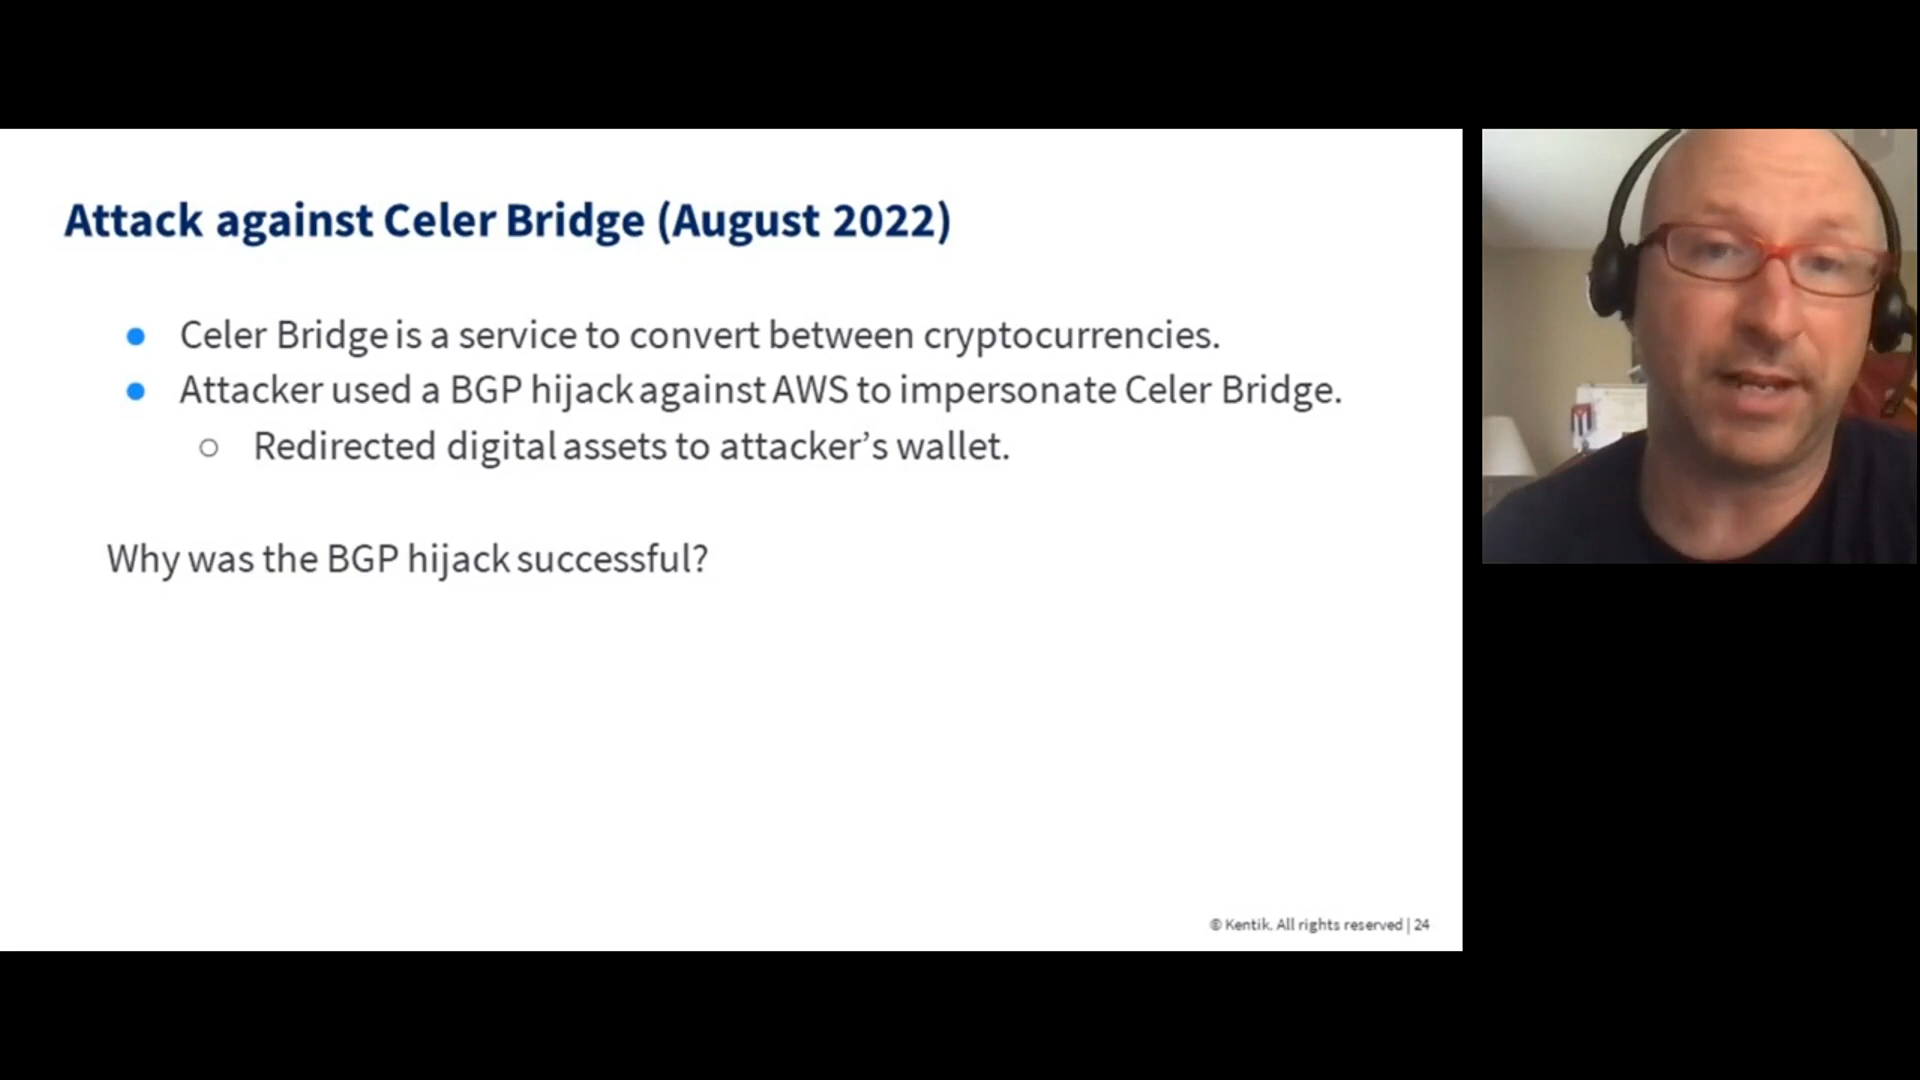 Attack against Celer Bridge (August 2022)
● Celer Bridge is a service to convert between cryptocurrencies.
● Attacker used a BGP hijack against AWS to impersonate Celer Bridge.
○ Redirected digital assets to attacker’s wallet.
Why was the BGP hijack successful?
© Kentik. All rights reserved | 24